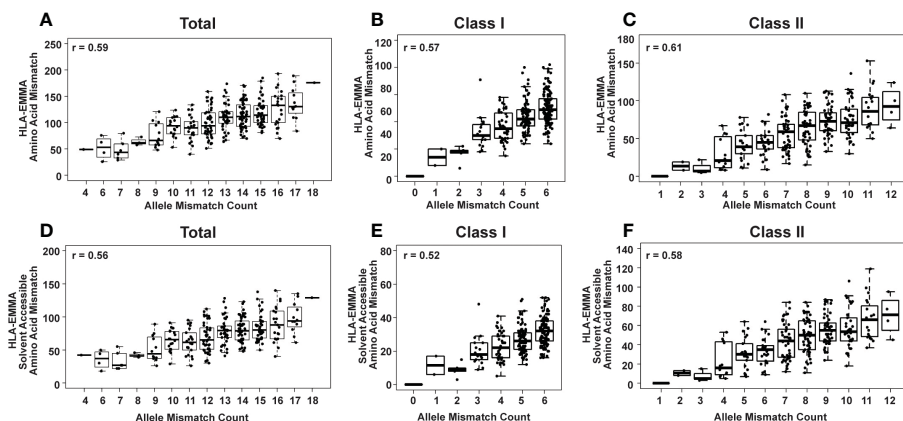 A
Total
r = 0.59
HLA-EMMA
Amino Acid Mismatch
250
200
150
100
50
0
4 6 7 8 9 10 11 12 13 14 15 16 17 18
Allele Mismatch Count
B
Class I
r = 0.57
HLA-EMMA
Amino Acid Mismatch
120
100
80
60
40
20
0
0 1 2 3 4 5 6
Allele Mismatch Count
C
Class II
r = 0.61
HLA-EMMA
Amino Acid Mismatch
180
150
100
50
0
1 2 3 4 5 6 7 8 9 10 11 12
Allele Mismatch Count
D
Total
r = 0.56
HLA-EMMA
Solvent Accessible
Amino Acid Mismatch
200
150
100
50
0
4 6 7 8 9 10 11 12 13 14 15 16 17 18
Allele Mismatch Count
E
Class I
r = 0.52
HLA-EMMA
Solvent Accessible
Amino Acid Mismatch
80
60
40
20
0
0 1 2 3 4 5 6
Allele Mismatch Count
F
Class II
r = 0.58
HLA-EMMA
Solvent Accessible
Amino Acid Mismatch
140
120
100
80
60
40
20
0
1 2 3 4 5 6 7 8 9 10 11 12
Allele Mismatch Count